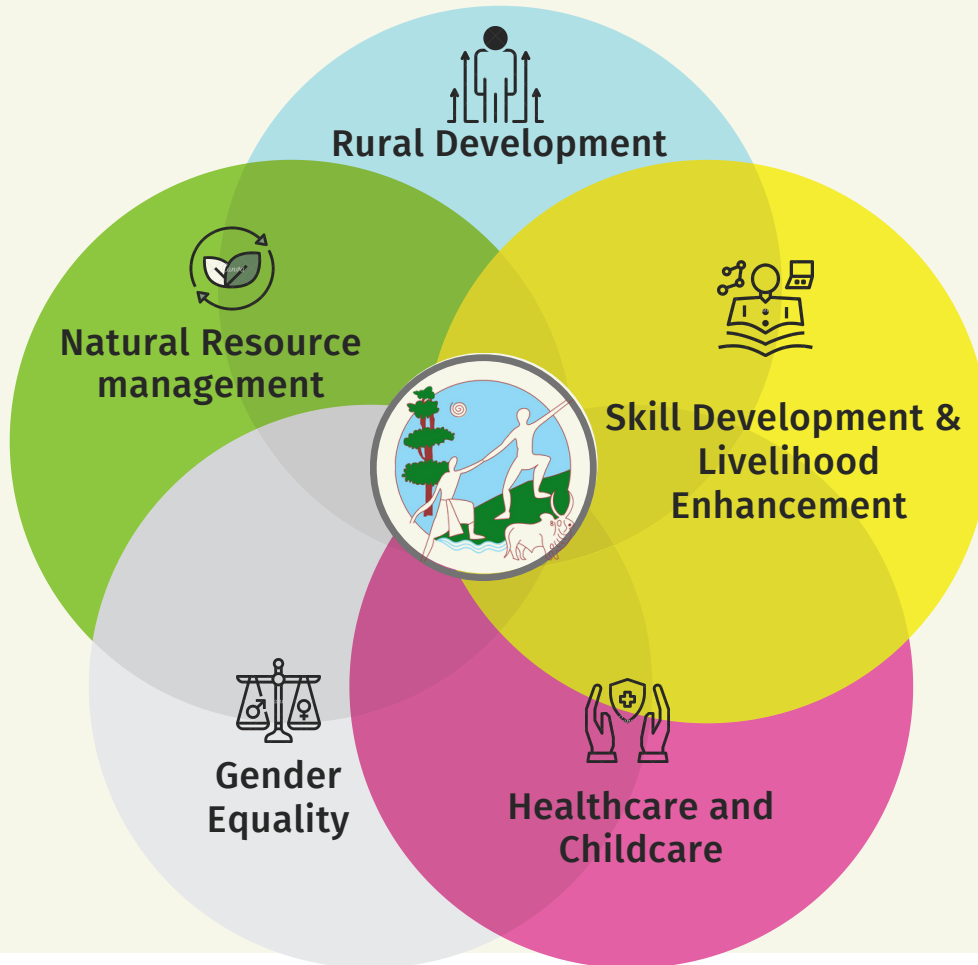 Rural Development
Natural Resource
management
Skill Development &
Livelihood
Enhancement
Gender
Equality
Healthcare and
Childcare